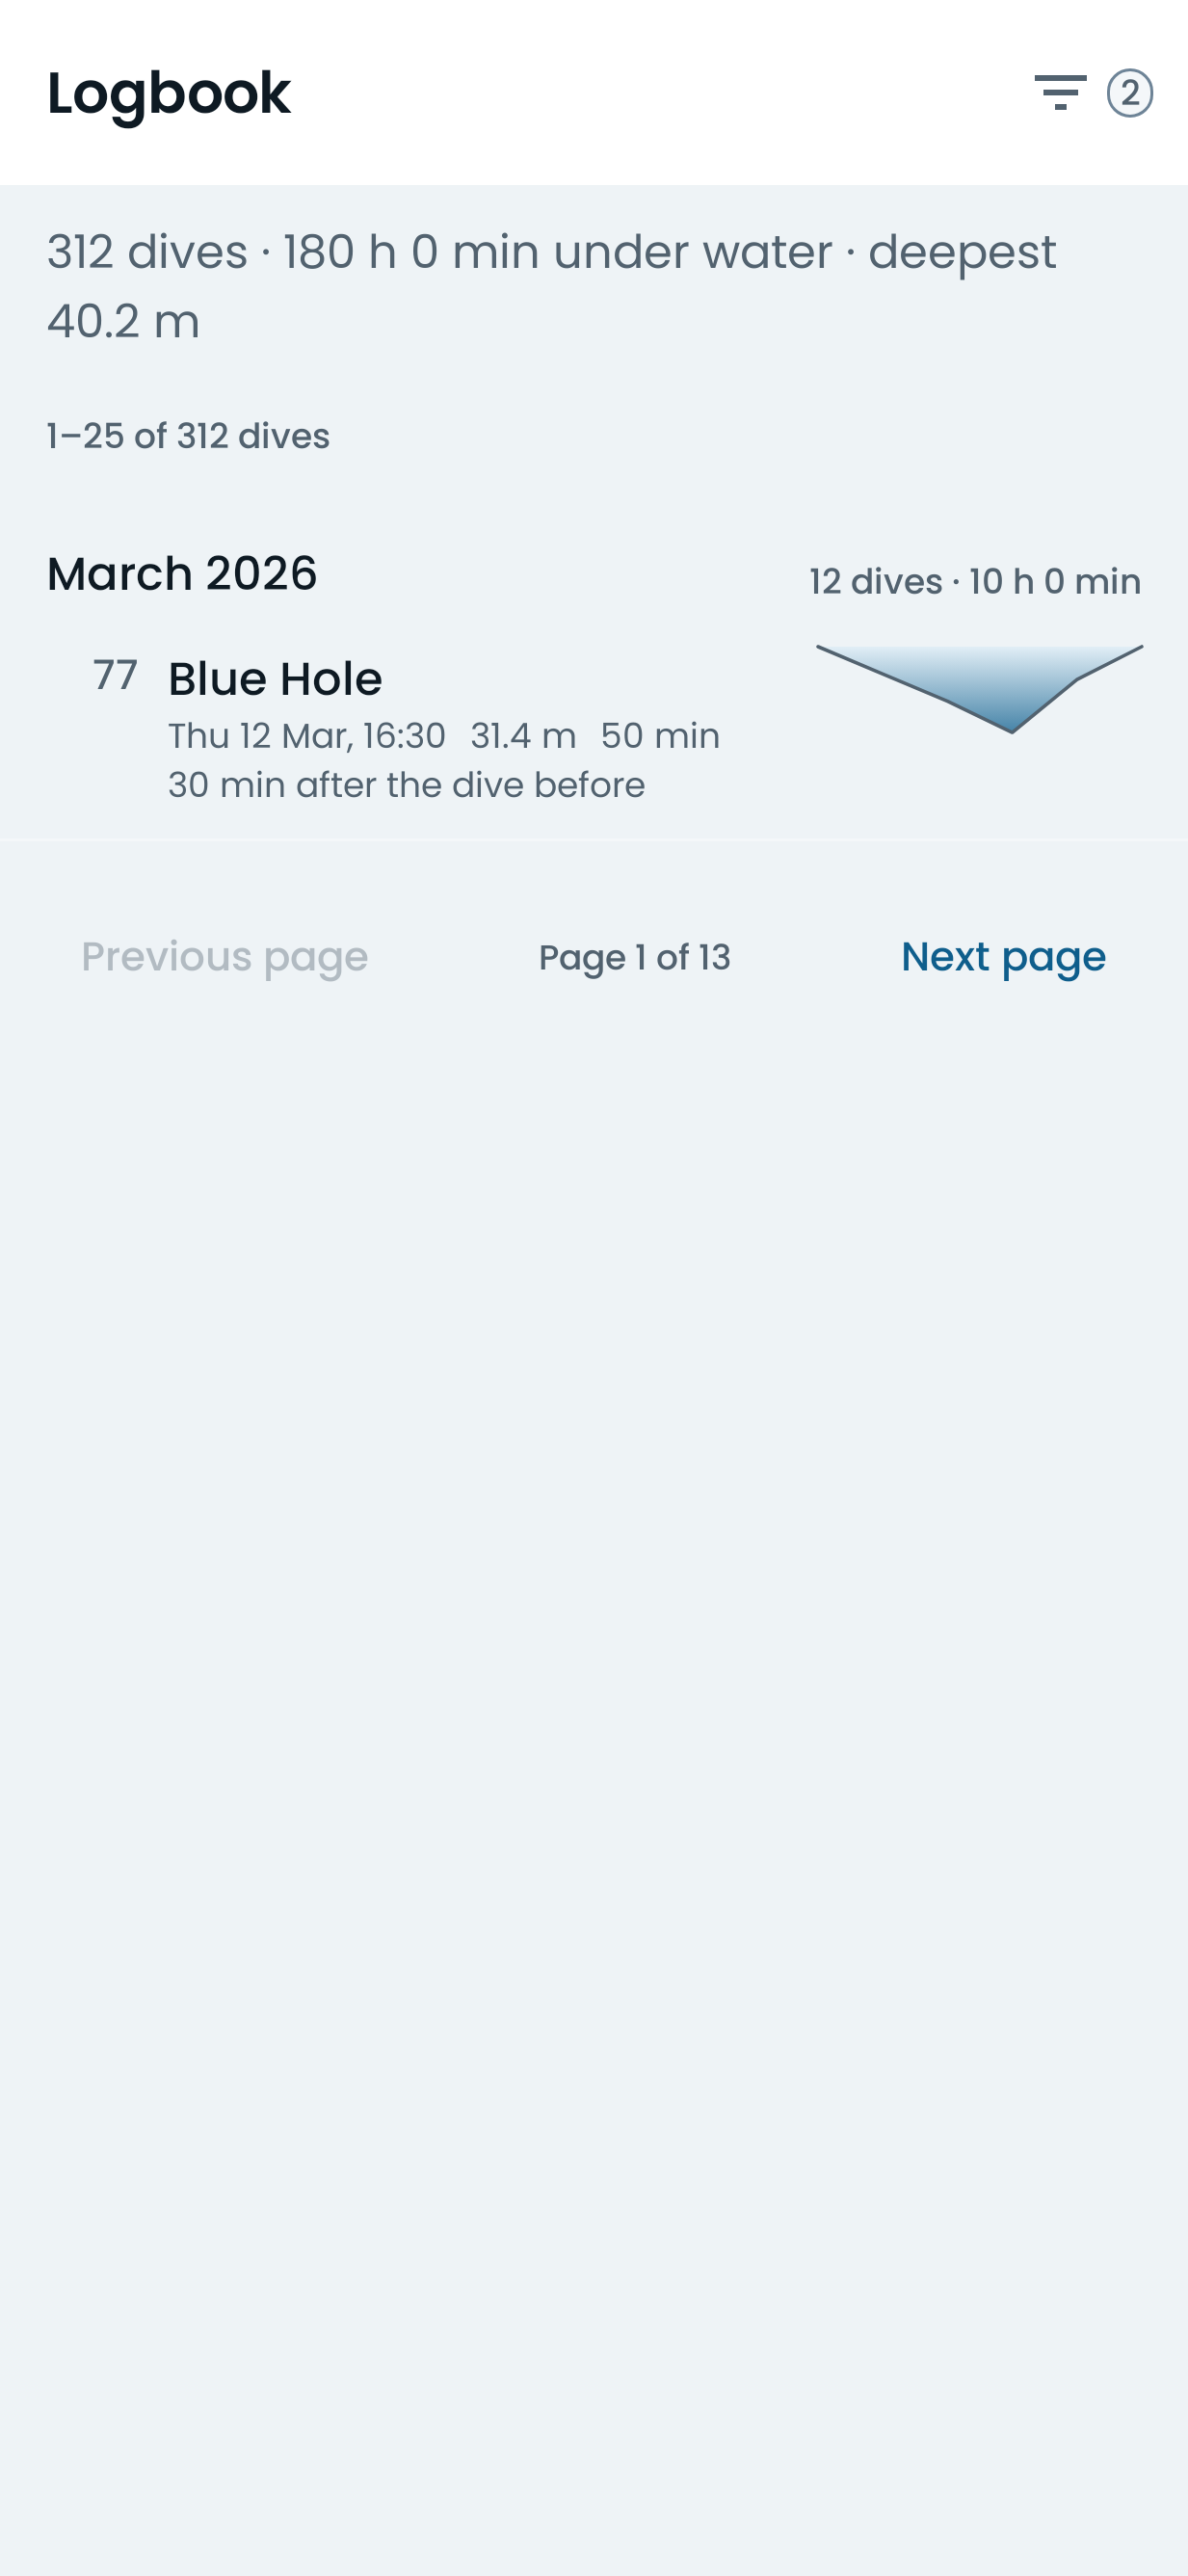 Logbook
2
312 dives · 180 h 0 min under water · deepest
40.2 m
1–25 of 312 dives
March 2026
12 dives · 10 h 0 min
77
Blue Hole
Thu 12 Mar, 16:30 31.4 m 50 min
30 min after the dive before
Previous page
Page 1 of 13
Next page